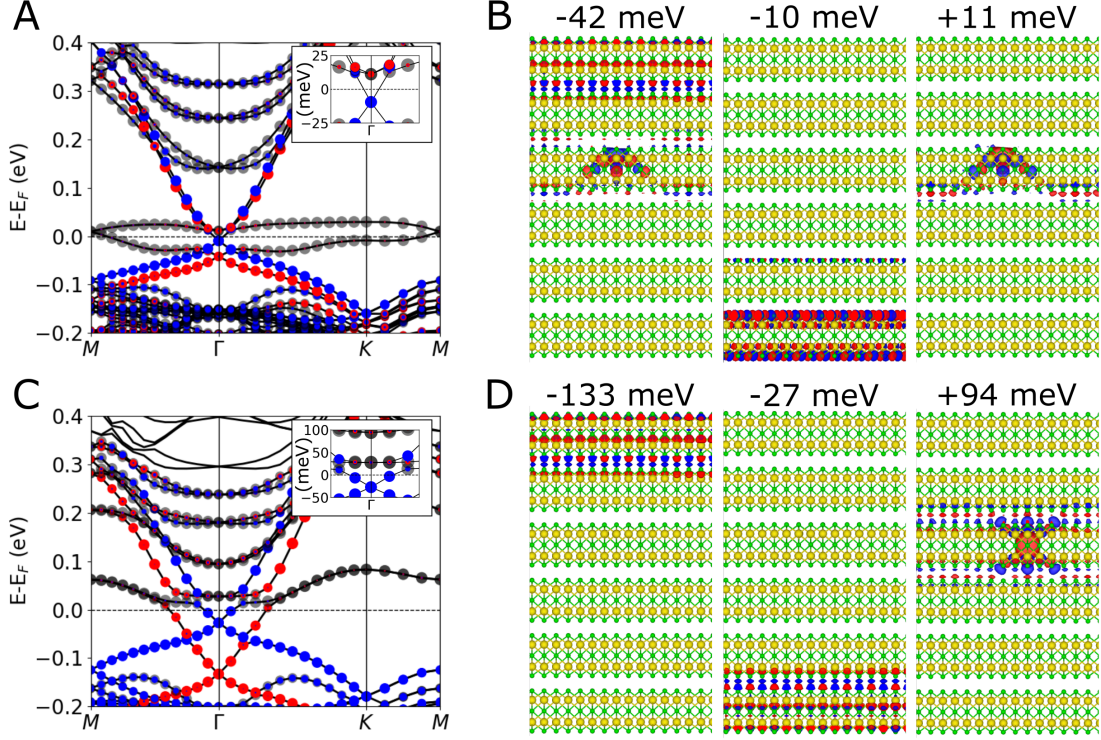 A
E-E_F (eV)
0.4
0.3
0.2
0.1
0.0
−0.1
−0.2
M
Γ
K
M
(meV)
25
0
−25
Γ
B
-42 meV
-10 meV
+11 meV
C
E-E_F (eV)
0.4
0.3
0.2
0.1
0.0
−0.1
−0.2
M
Γ
K
M
(meV)
100
50
0
−50
Γ
D
-133 meV
-27 meV
+94 meV